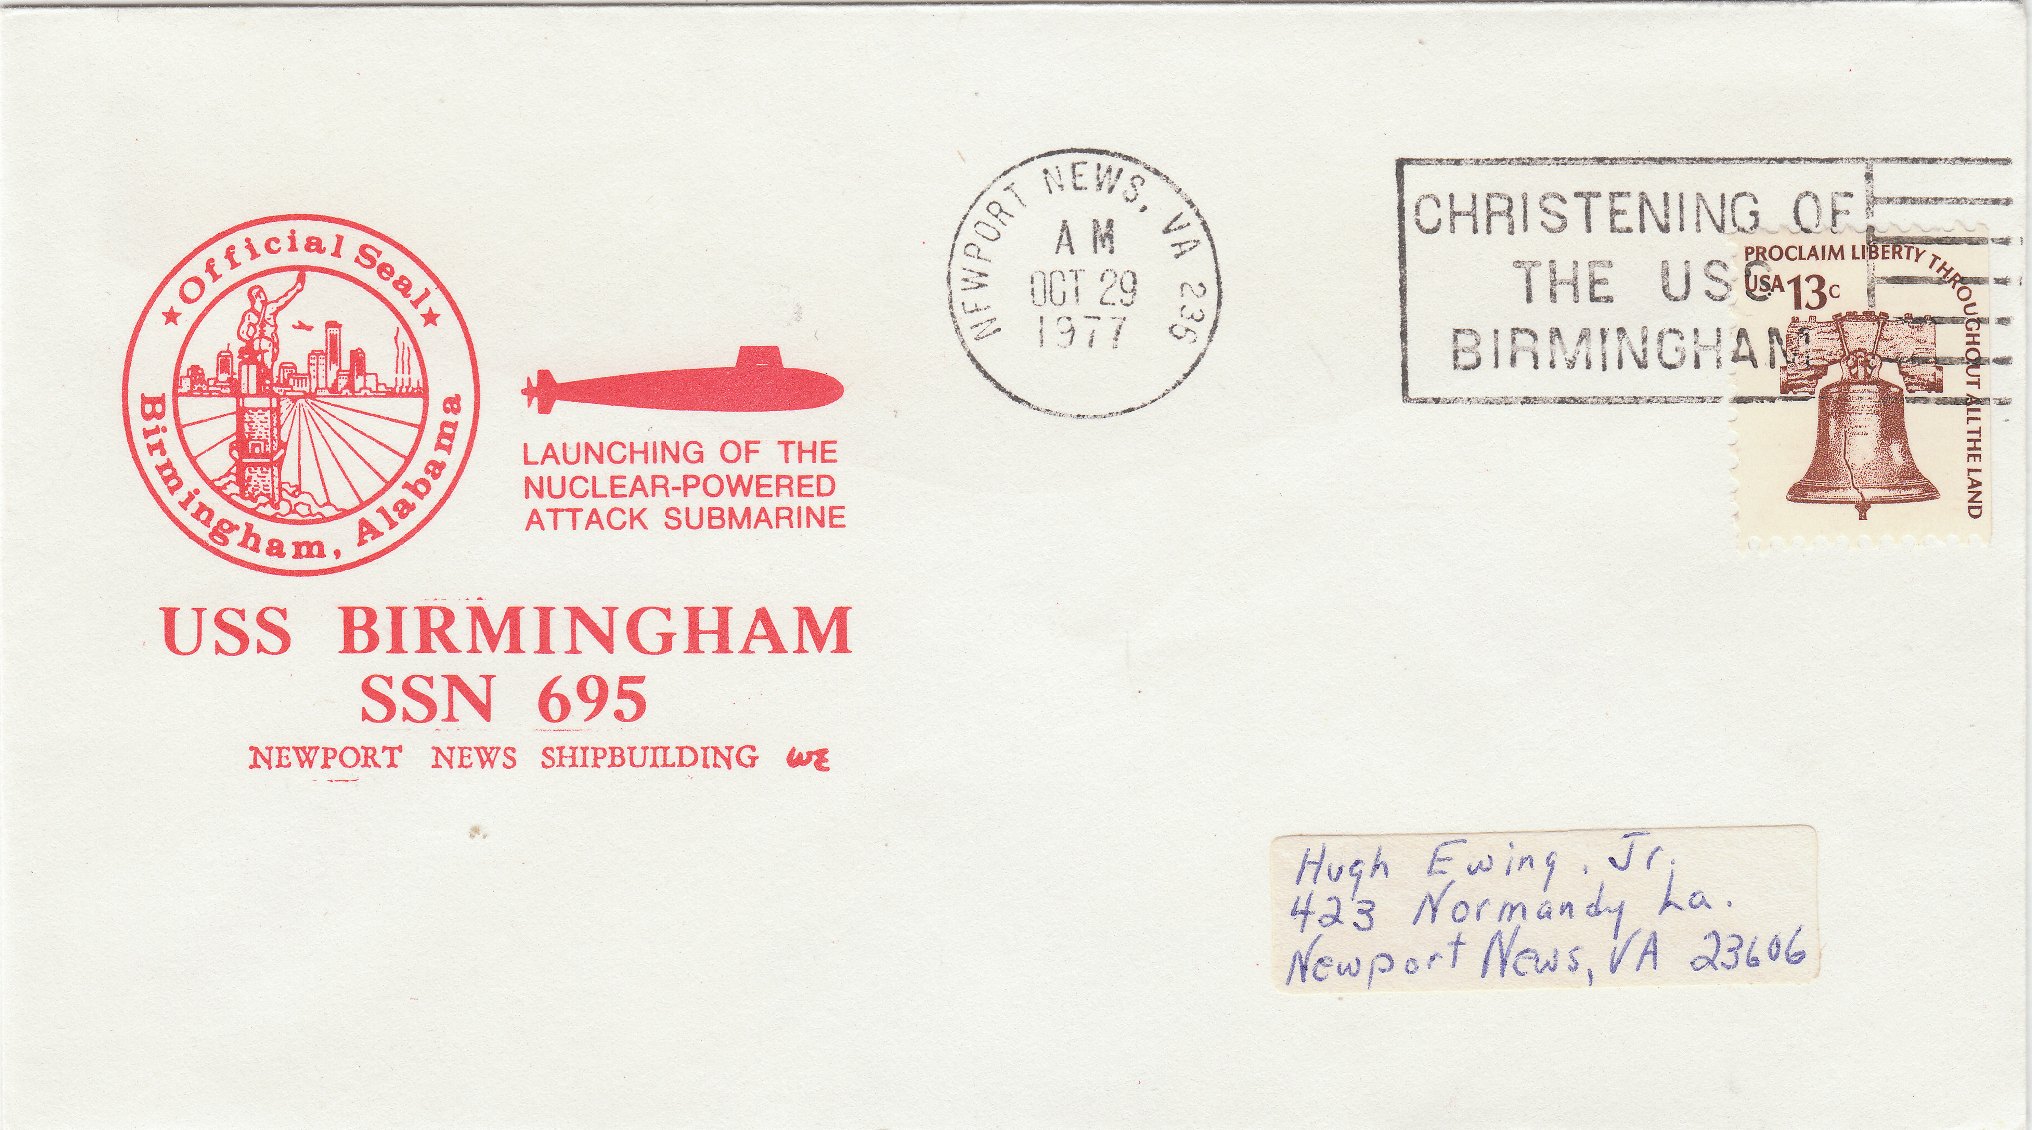 ★ Official Seal ★
Birmingham, Alabama
LAUNCHING OF THE
NUCLEAR-POWERED
ATTACK SUBMARINE
USS BIRMINGHAM
SSN 695
NEWPORT NEWS SHIPBUILDING WE
NEWPORT NEWS, VA 236
AM
OCT 29
1977
CHRISTENING OF
THE USS
BIRMINGHAM
PROCLAIM LIBERTY THROUGHOUT ALL THE LAND
USA 13c
Hugh Ewing, Jr.
423 Normandy La.
Newport News, VA 23606